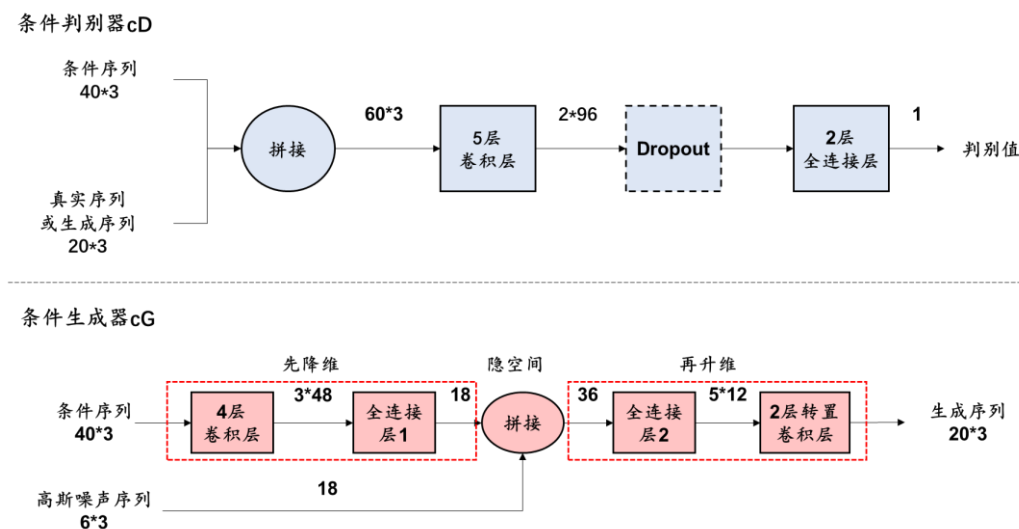 条件判别器cD
条件序列
40*3
真实序列
或生成序列
20*3
拼接
60*3
5层
卷积层
2*96
Dropout
2层
全连接层
1
判别值
条件生成器cG
先降维
隐空间
再升维
条件序列
40*3
4层
卷积层
3*48
全连接
层1
18
拼接
36
全连接
层2
5*12
2层转置
卷积层
生成序列
20*3
高斯噪声序列
6*3
18